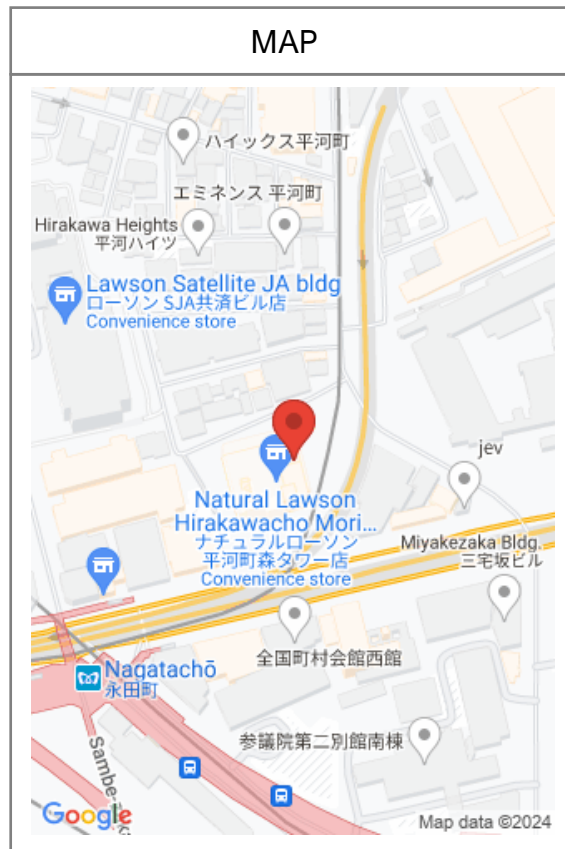 MAP
ハイックス平河町
エミネンス 平河町
Hirakawa Heights
平河ハイツ
Lawson Satellite JA bldg
ローソン SJA共済ビル店
Convenience store
jev
Natural Lawson
Hirakawacho Mori...
ナチュラルローソン
平河町森タワー店
Convenience store
Miyakezaka Bldg.
三宅坂ビル
全国町村会館西館
Nagatachō
永田町
参議院第二別館南棟
Google
Map data ©2024